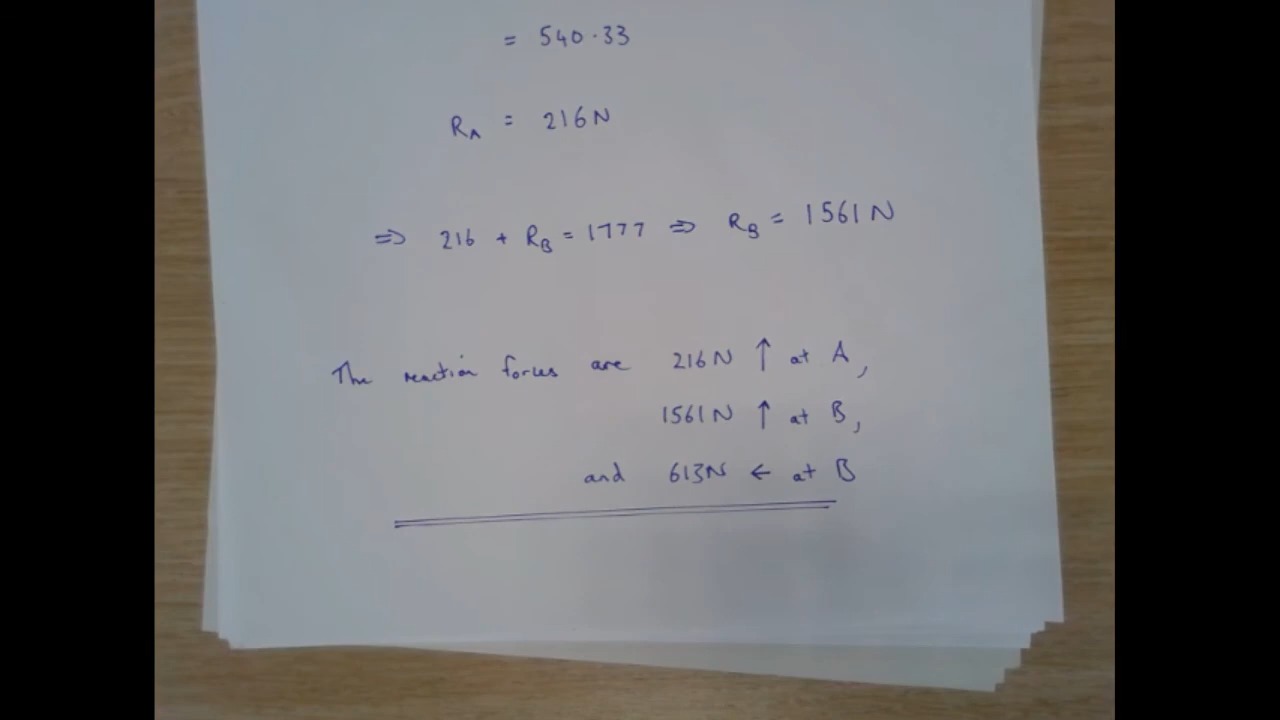 = 540.33
R_A = 216N
⇒ 216 + R_B = 1777 ⇒ R_B = 1561N
The reaction forces are 216N ↑ at A,
1561N ↑ at B,
and 613N ← at B